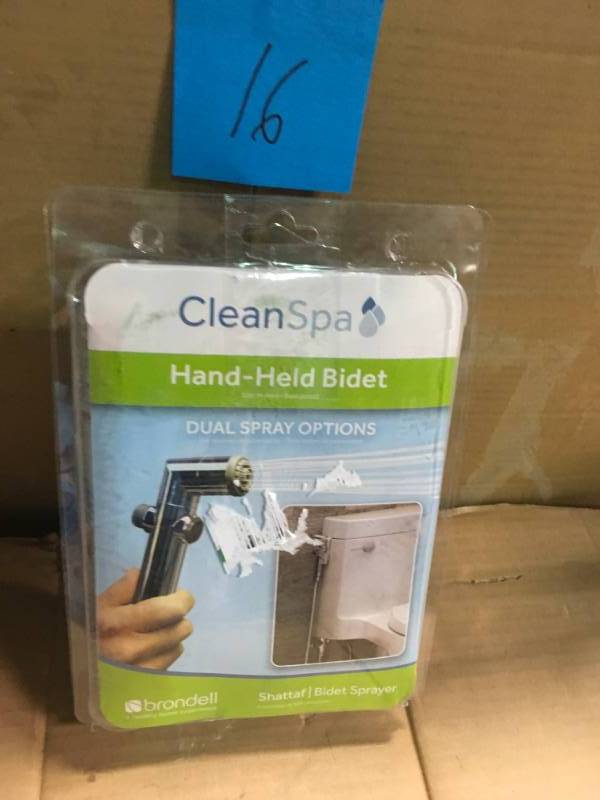 16
CleanSpa
Hand-Held Bidet
DUAL SPRAY OPTIONS
brondell
Shattaf | Bidet Sprayer